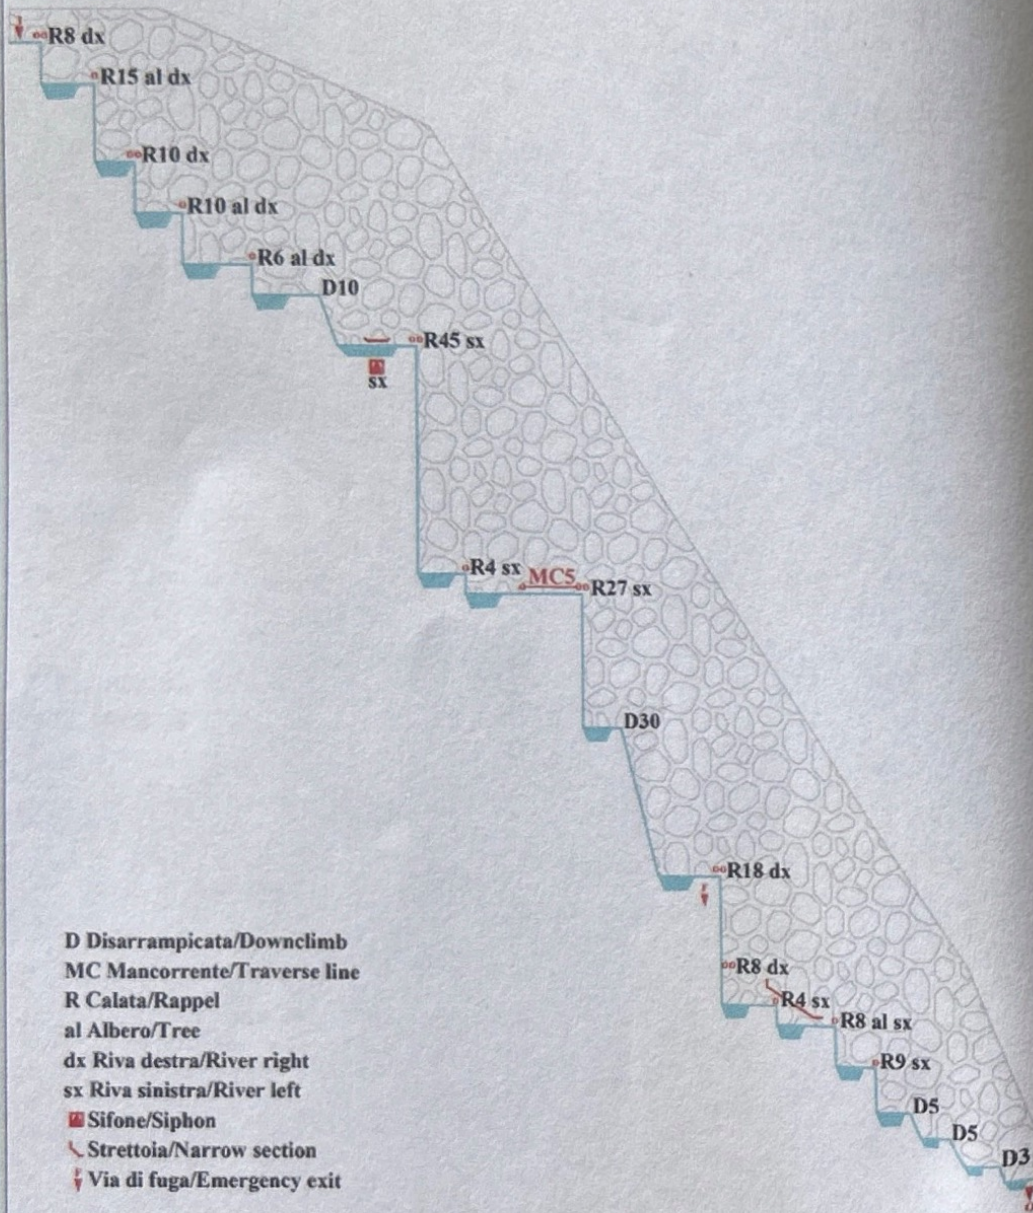 R8 dx
R15 al dx
R10 dx
R10 al dx
R6 al dx
D10
R45 sx
sx
R4 sx
MC5
R27 sx
D30
R18 dx
R8 dx
R4 sx
R8 al sx
R9 sx
D5
D5
D3
D Disarrampicata/Downclimb
MC Mancorrente/Traverse line
R Calata/Rappel
al Albero/Tree
dx Riva destra/River right
sx Riva sinistra/River left
Sifone/Siphon
Strettoia/Narrow section
Via di fuga/Emergency exit